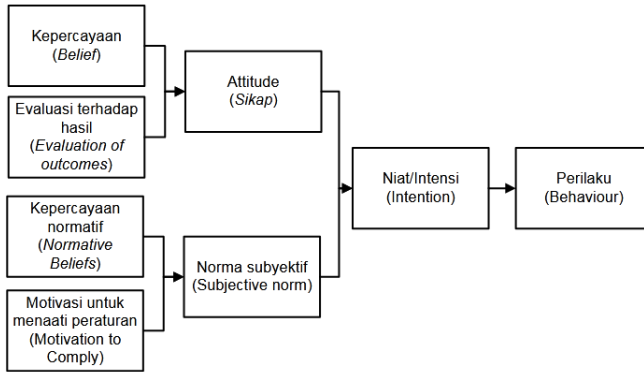 Kepercayaan
(Belief)
Evaluasi terhadap
hasil
(Evaluation of
outcomes)
Attitude
(Sikap)
Kepercayaan
normatif
(Normative
Beliefs)
Motivasi untuk
menaati peraturan
(Motivation to
Comply)
Norma subyektif
(Subjective norm)
Niat/Intensi
(Intention)
Perilaku
(Behaviour)